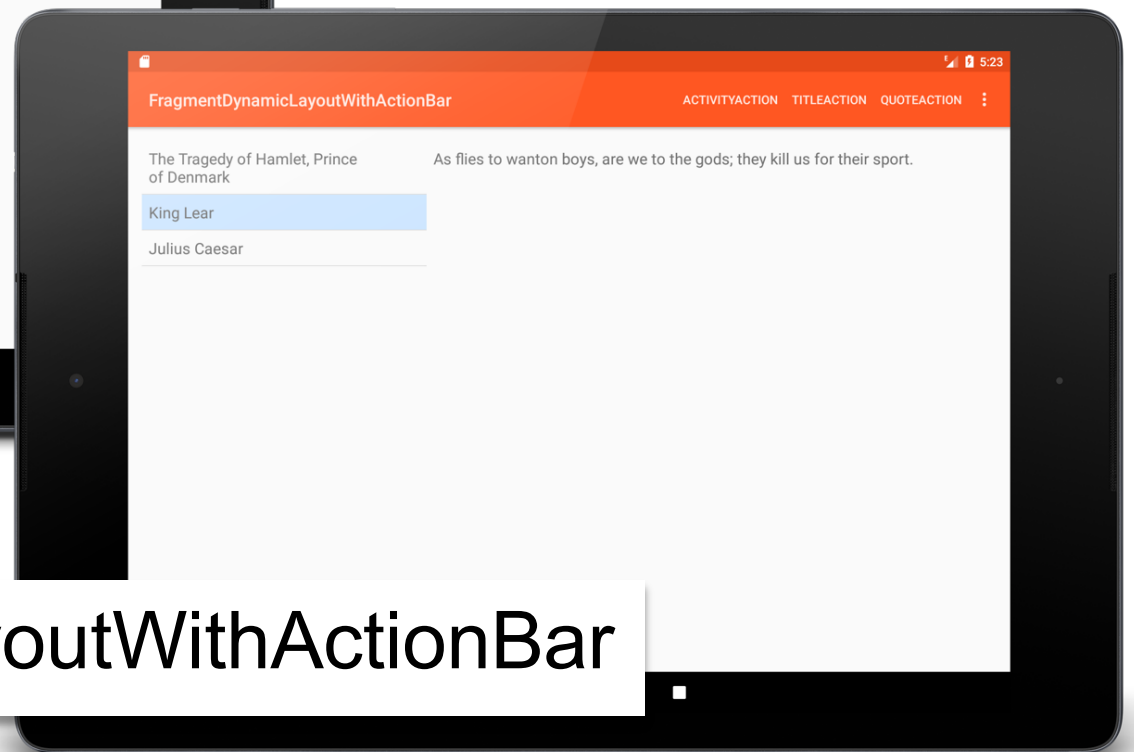 5:23
FragmentDynamicLayoutWithActionBar ACTIVITYACTION TITLEACTION QUOTEACTION
The Tragedy of Hamlet, Prince
of Denmark
King Lear
Julius Caesar
As flies to wanton boys, are we to the gods; they kill us for their sport.
outWithActionBar